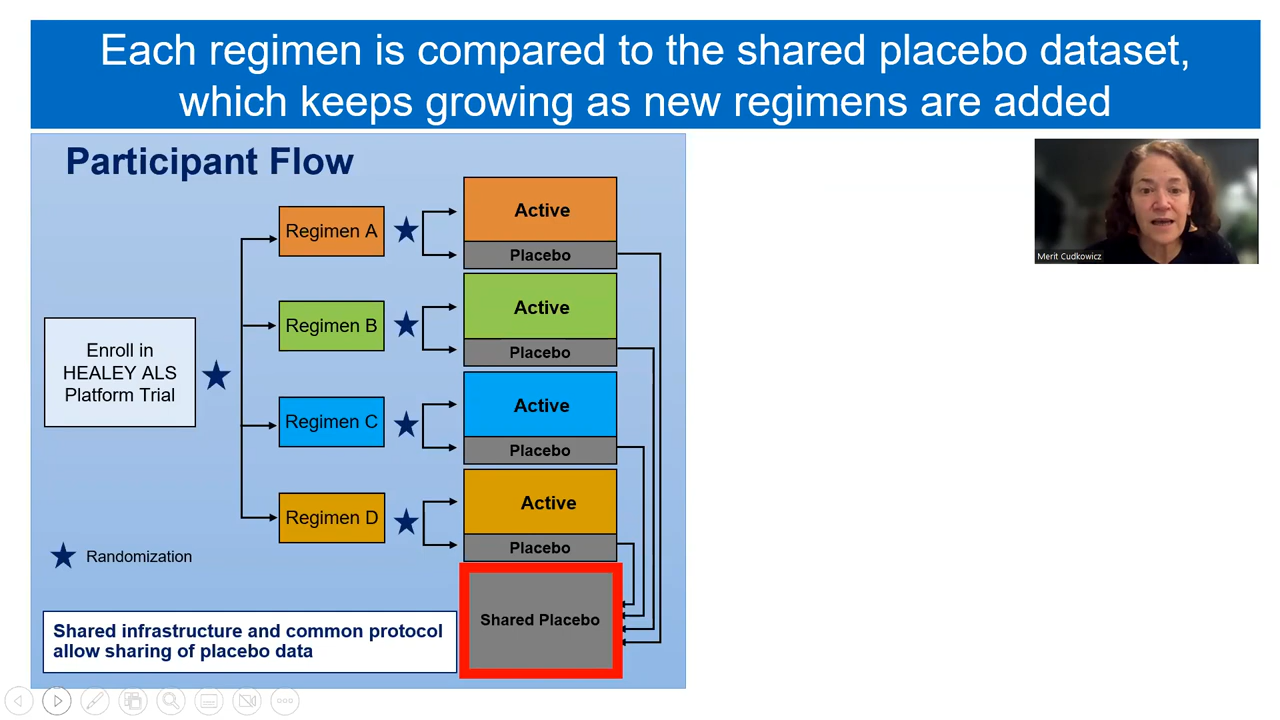 Each regimen is compared to the shared placebo dataset,
which keeps growing as new regimens are added
Participant Flow
Merit Cudkowicz
Enroll in
HEALEY ALS
Platform Trial
Regimen A
Active
Placebo
Regimen B
Active
Placebo
Regimen C
Active
Placebo
Regimen D
Active
Placebo
Randomization
Shared Placebo
Shared infrastructure and common protocol
allow sharing of placebo data